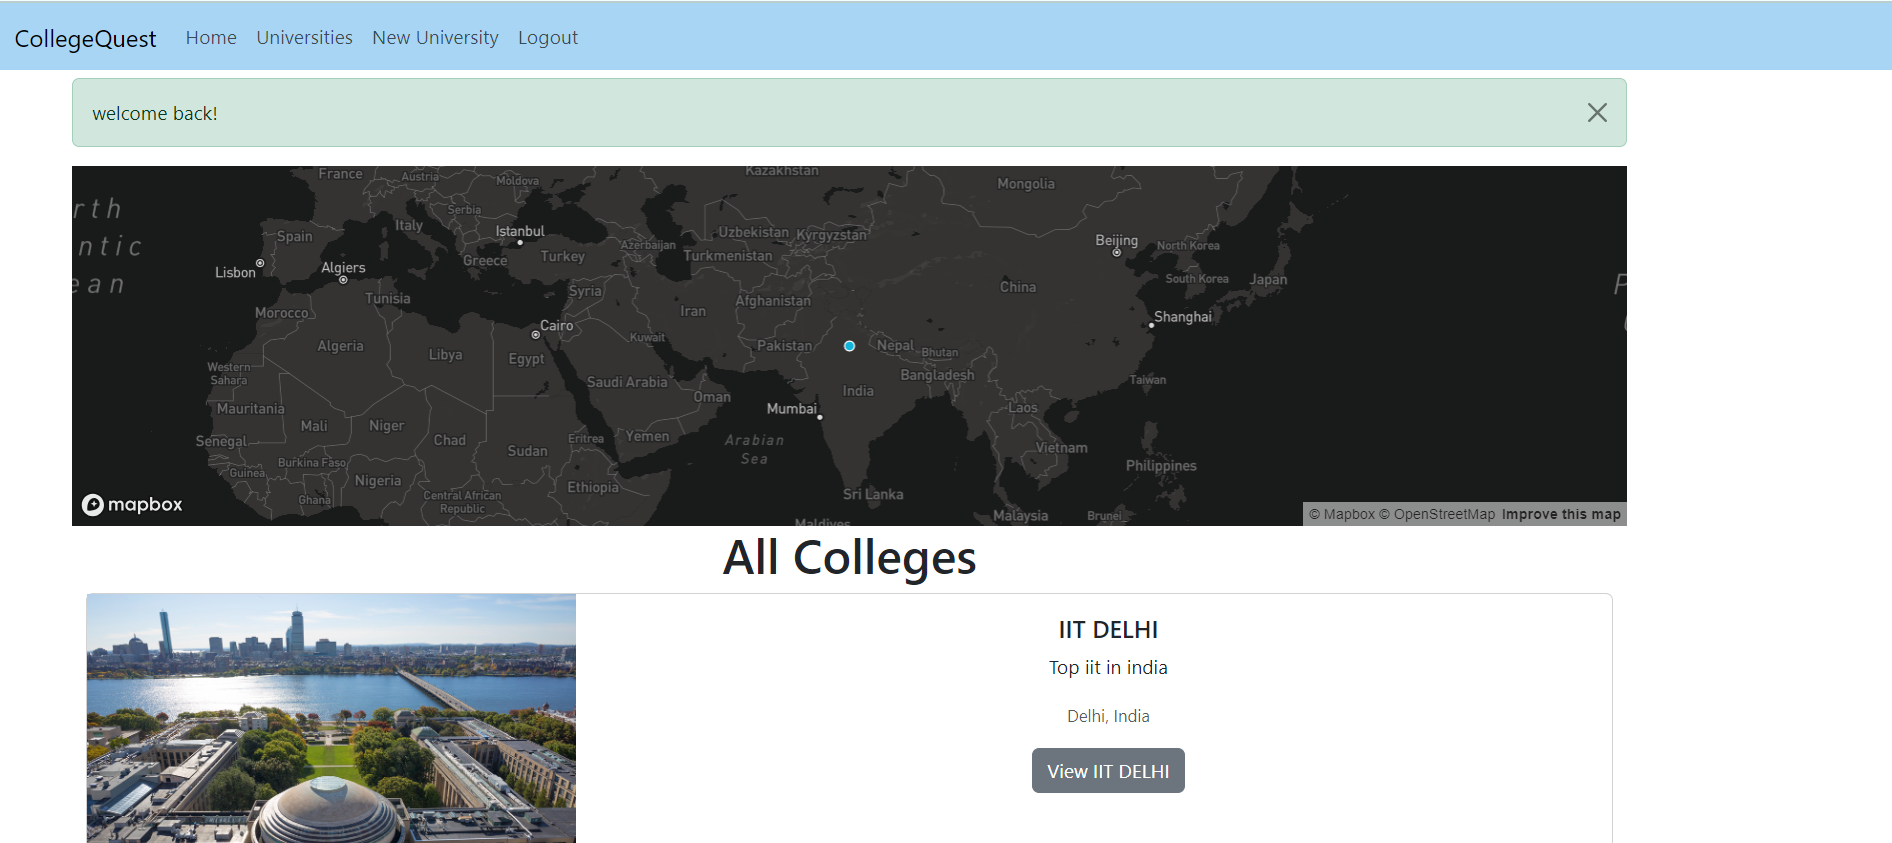 CollegeQuest Home Universities New University Logout
welcome back!
France Austria Moldova Kazakhstan Mongolia
rth
ntic
ean
Serbia
Italy
Spain
Istanbul
Greece
Turkey
Azerbaijan
Uzbekistan Kyrgyzstan
Turkmenistan
Beijing North Korea
South Korea Japan
Lisbon
Algiers
Tunisia
Syria
Iran
Afghanistan
China
P
Morocco
Cairo
Kuwait
Shanghai
Algeria
Libya
Egypt
Pakistan
Nepal
Bhutan
Western
Sahara
Saudi Arabia
Oman
India
Bangladesh
Taiwan
Mauritania
Mali
Niger
Chad
Mumbai
Laos
Senegal
Sudan
Eritrea
Yemen
Arabian
Sea
Vietnam
Philippines
Burkina Faso
Guinea
Nigeria
Ghana
Central African
Republic
Ethiopia
Sri Lanka
Maldives
Malaysia
Brunei
mapbox
© Mapbox © OpenStreetMap Improve this map
All Colleges
IIT DELHI
Top iit in india
Delhi, India
View IIT DELHI